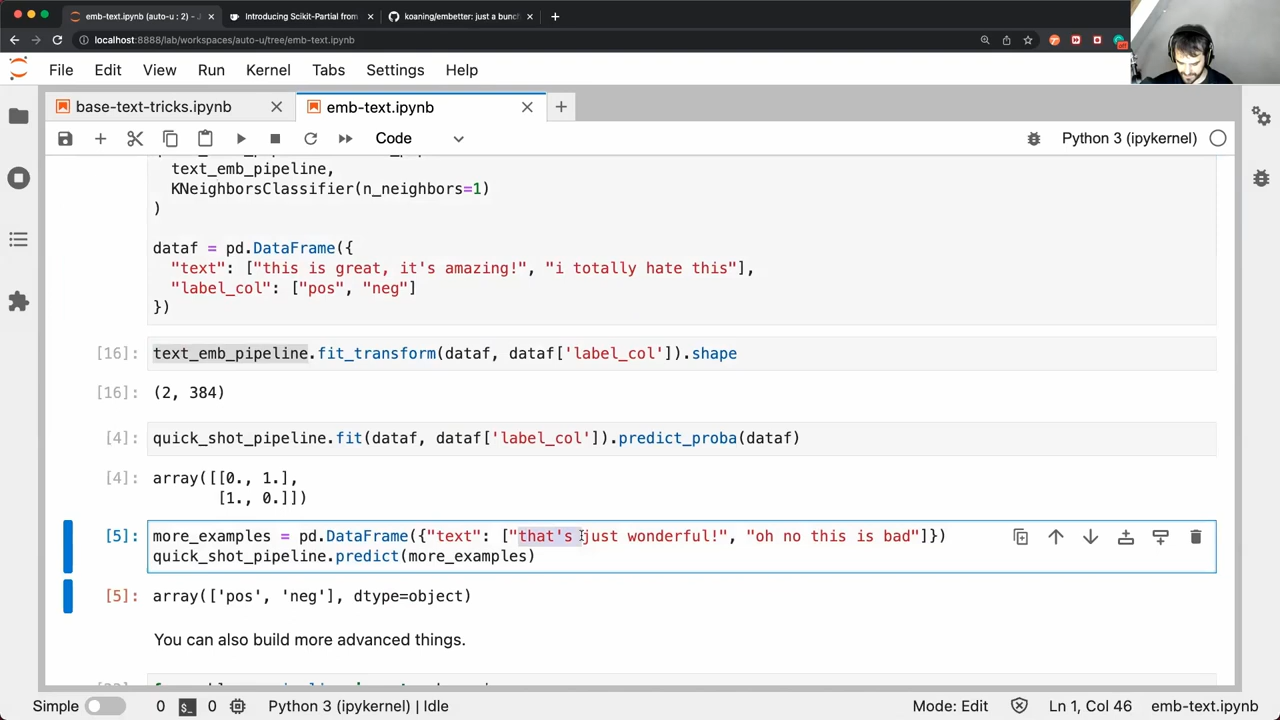 emb-text.ipynb (auto-u : 2) - J
Introducing Scikit-Partial from
koaning/embetter: just a bunch
localhost:8888/lab/workspaces/auto-u/tree/emb-text.ipynb
File Edit View Run Kernel Tabs Settings Help
base-text-tricks.ipynb
emb-text.ipynb
Code
Python 3 (ipykernel)
text_emb_pipeline,
KNeighborsClassifier(n_neighbors=1)
)
dataf = pd.DataFrame({
"text": ["this is great, it's amazing!", "i totally hate this"],
"label_col": ["pos", "neg"]
})
[16]: text_emb_pipeline.fit_transform(dataf, dataf['label_col']).shape
[16]: (2, 384)
[4]: quick_shot_pipeline.fit(dataf, dataf['label_col']).predict_proba(dataf)
[4]: array([[0., 1.],
[1., 0.]])
[5]: more_examples = pd.DataFrame({"text": ["that's just wonderful!", "oh no this is bad"]})
quick_shot_pipeline.predict(more_examples)
[5]: array(['pos', 'neg'], dtype=object)
You can also build more advanced things.
Simple 0 0 Python 3 (ipykernel) | Idle Mode: Edit Ln 1, Col 46 emb-text.ipynb